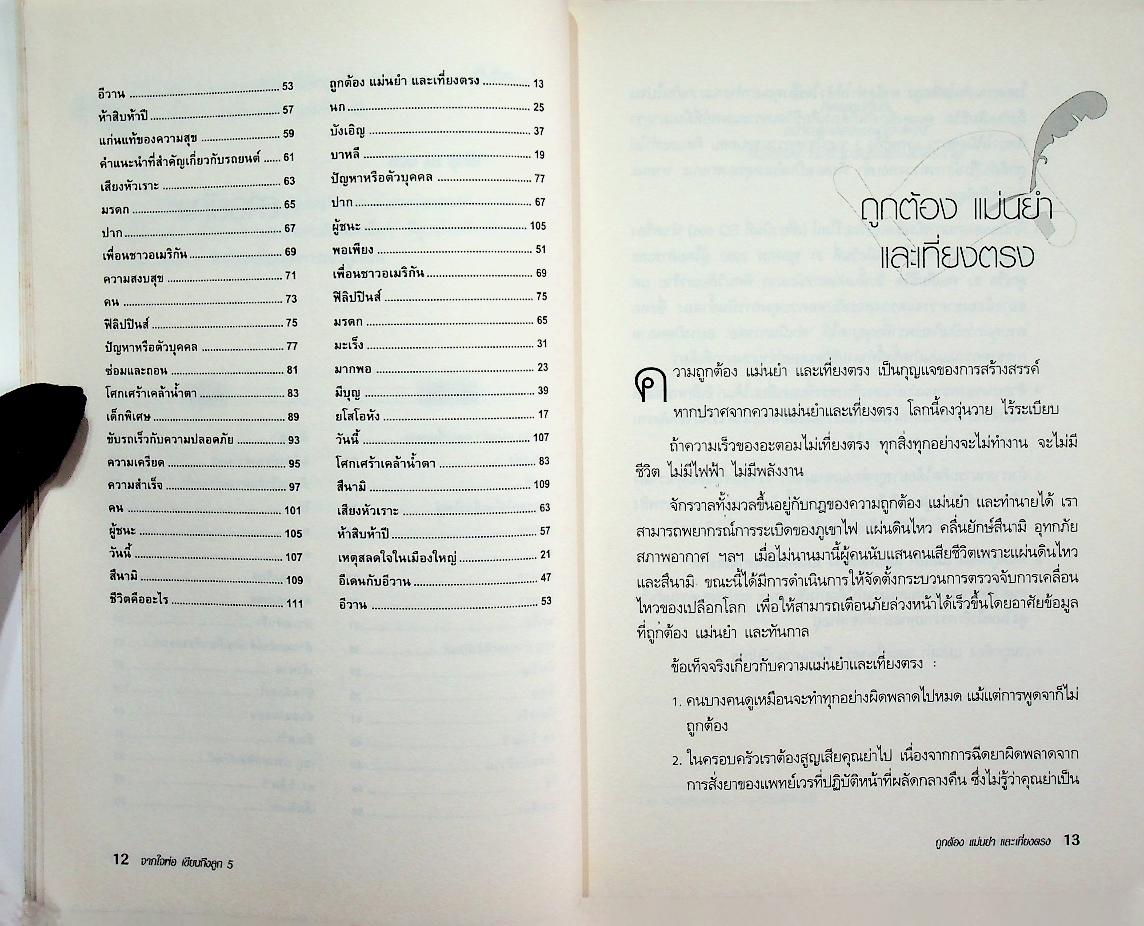 อีวาน ........ 53
ห้าสิบห้าปี ........ 57
แก่นแท้ของความสุข ........ 59
คำแนะนำที่สำคัญเกี่ยวกับรถยนต์ ..... 61
เสียงหัวเราะ ........ 63
มรดก ........ 65
ปาก ........ 67
เพื่อนชาวอเมริกัน ........ 69
ความสงบสุข ........ 71
คน ........ 73
ฟิลิปปินส์ ........ 75
ปัญหาหรือตัวบุคคล ........ 77
ซ่อมและถอน ........ 81
โศกเศร้าเคล้าน้ำตา ........ 83
เด็กพิเศษ ........ 89
ขับรถเร็วกับความปลอดภัย ........ 93
ความเครียด ........ 95
ความสำเร็จ ........ 97
คน ........ 101
ผู้ชนะ ........ 105
วันนี้ ........ 107
สึนามิ ........ 109
ชีวิตคืออะไร ........ 111
ถูกต้อง แม่นยำ และเที่ยงตรง ........ 13
นก ........ 25
บังเอิญ ........ 37
บาหลี ........ 19
ปัญหาหรือตัวบุคคล ........ 77
ปาก ........ 67
ผู้ชนะ ........ 105
พอเพียง ........ 51
เพื่อนชาวอเมริกัน ........ 69
ฟิลิปปินส์ ........ 75
มรดก ........ 65
มะเร็ง ........ 31
มากพอ ........ 23
มีบุญ ........ 39
ยโสโอหัง ........ 17
วันนี้ ........ 107
โศกเศร้าเคล้าน้ำตา ........ 83
สึนามิ ........ 109
เสียงหัวเราะ ........ 63
ห้าสิบห้าปี ........ 57
เหตุสลดใจในเมืองใหญ่ ........ 21
อีเดนกับอีวาน ........ 47
อีวาน ........ 53
12 จากใจพ่อ เขียนถึงลูก 5
ถูกต้อง แม่นยำ
และเที่ยงตรง
ความถูกต้อง แม่นยำ และเที่ยงตรง เป็นกุญแจของการสร้างสรรค์
หากปราศจากความแม่นยำและเที่ยงตรง โลกนี้คงวุ่นวาย ไร้ระเบียบ
ถ้าความเร็วของอะตอมไม่เที่ยงตรง ทุกสิ่งทุกอย่างจะไม่ทำงาน จะไม่มี
ชีวิต ไม่มีไฟฟ้า ไม่มีพลังงาน
จักรวาลทั้งมวลขึ้นอยู่กับกฎของความถูกต้อง แม่นยำ และทำนายได้ เรา
สามารถพยากรณ์การระเบิดของภูเขาไฟ แผ่นดินไหว คลื่นยักษ์สึนามิ อุทกภัย
สภาพอากาศ ฯลฯ เมื่อไม่นานมานี้ผู้คนนับแสนคนเสียชีวิตเพราะแผ่นดินไหว
และสึนามิ ขณะนี้ได้มีการดำเนินการให้จัดตั้งกระบวนการตรวจจับการเคลื่อน
ไหวของเปลือกโลก เพื่อให้สามารถเตือนภัยล่วงหน้าได้เร็วขึ้นโดยอาศัยข้อมูล
ที่ถูกต้อง แม่นยำ และทันกาล
ข้อเท็จจริงเกี่ยวกับความแม่นยำและเที่ยงตรง :
1. คนบางคนดูเหมือนจะทำทุกอย่างผิดพลาดไปหมด แม้แต่การพูดจาก็ไม่
ถูกต้อง
2. ในครอบครัวเราต้องสูญเสียคุณย่าไป เนื่องจากการฉีดยาผิดพลาดจาก
การสั่งยาของแพทย์เวรที่ปฏิบัติหน้าที่ผลัดกลางคืน ซึ่งไม่รู้ว่าคุณย่าเป็น
ถูกต้อง แม่นยำ และเที่ยงตรง 13